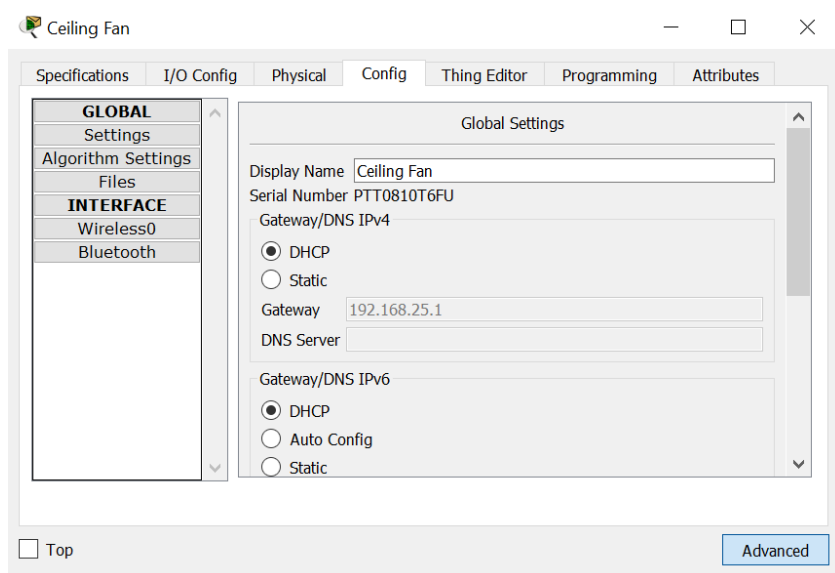 Ceiling Fan
Specifications I/O Config Physical Config Thing Editor Programming Attributes
GLOBAL
Settings
Algorithm Settings
Files
INTERFACE
Wireless0
Bluetooth
Global Settings
Display Name Ceiling Fan
Serial Number PTT0810T6FU
Gateway/DNS IPv4
DHCP
Static
Gateway 192.168.25.1
DNS Server
Gateway/DNS IPv6
DHCP
Auto Config
Static
Top
Advanced